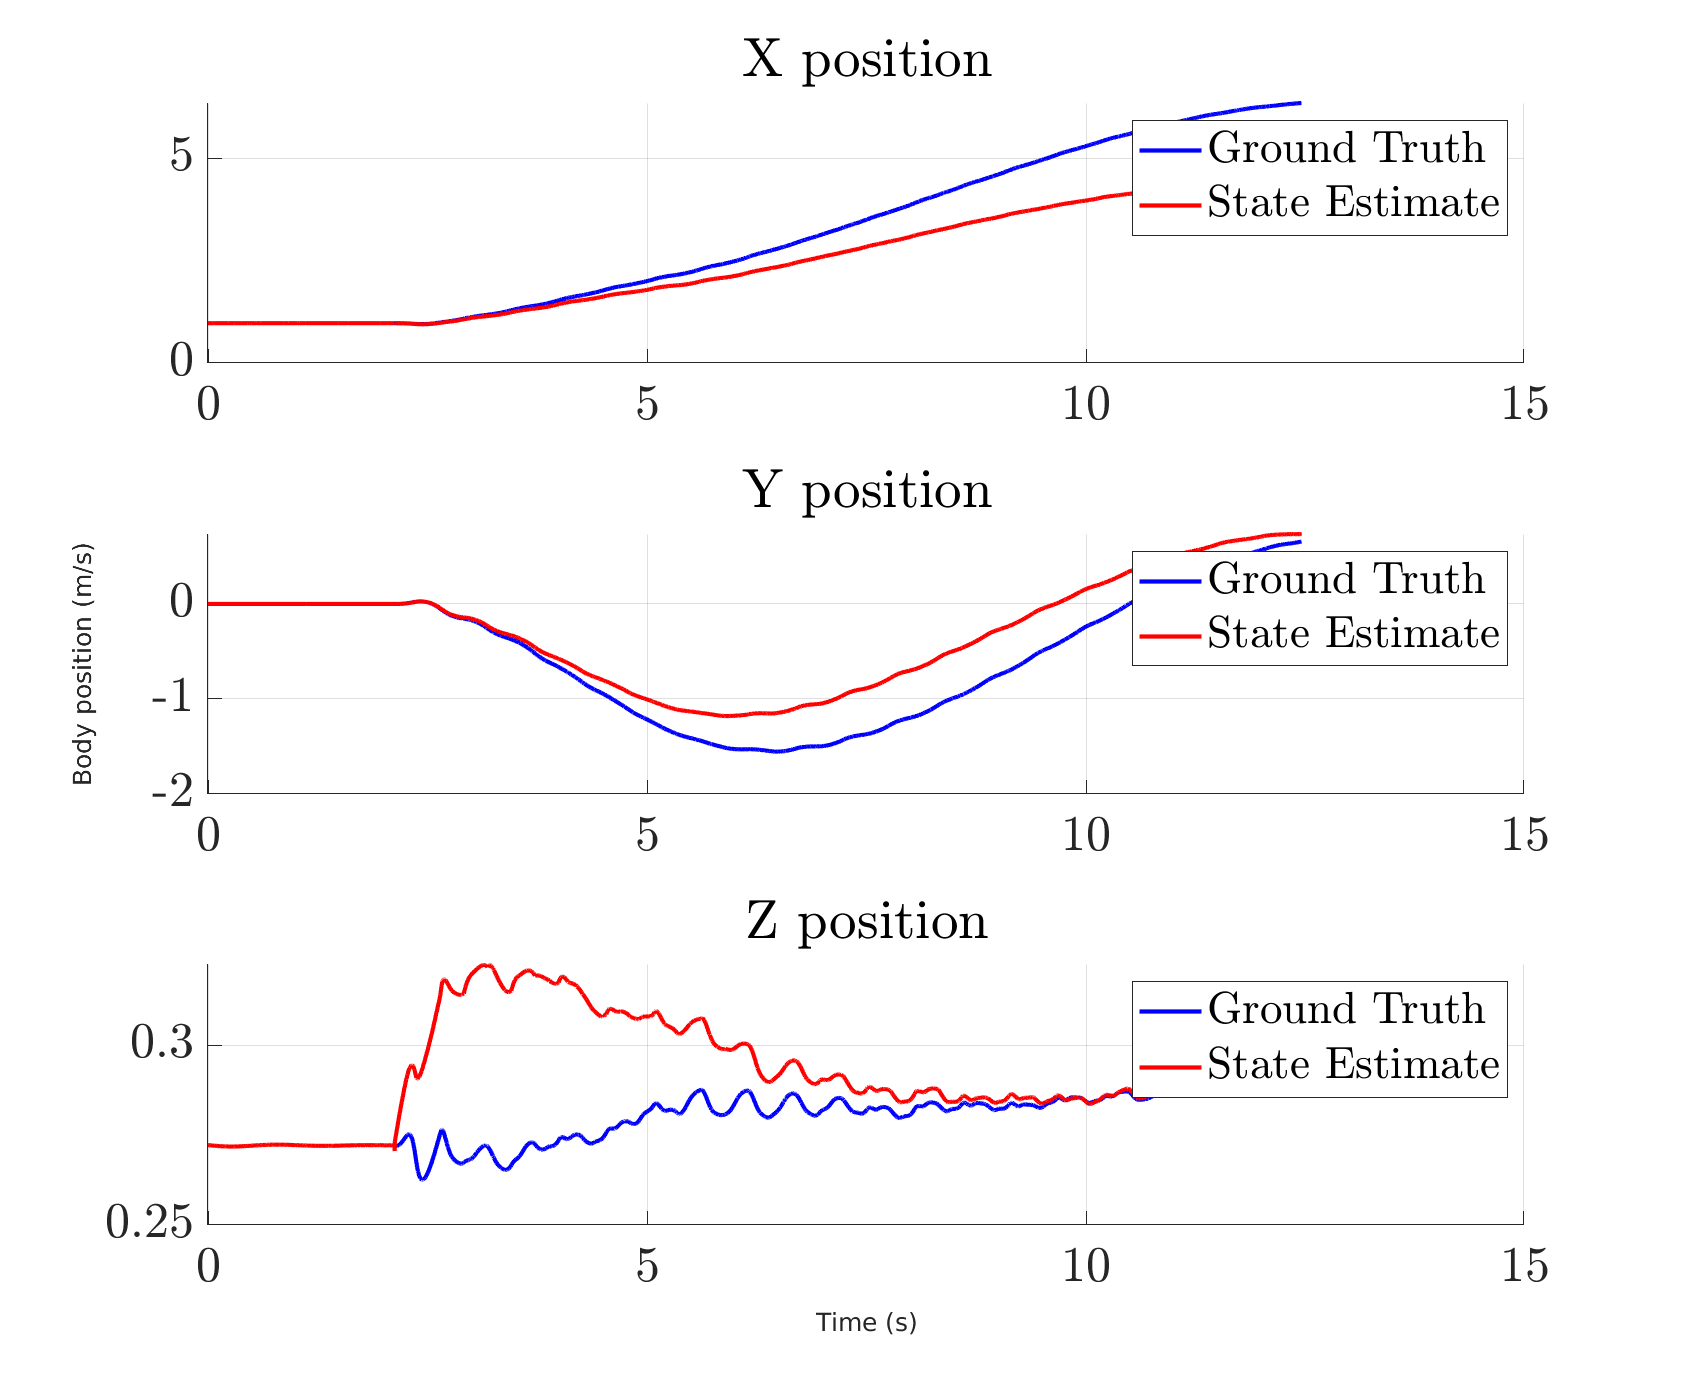 X position
5
0
0 5 10 15
Ground Truth
State Estimate
Y position
Body position (m/s)
0
-1
-2
0 5 10 15
Ground Truth
State Estimate
Z position
0.3
0.25
0 5 10 15
Ground Truth
State Estimate
Time (s)